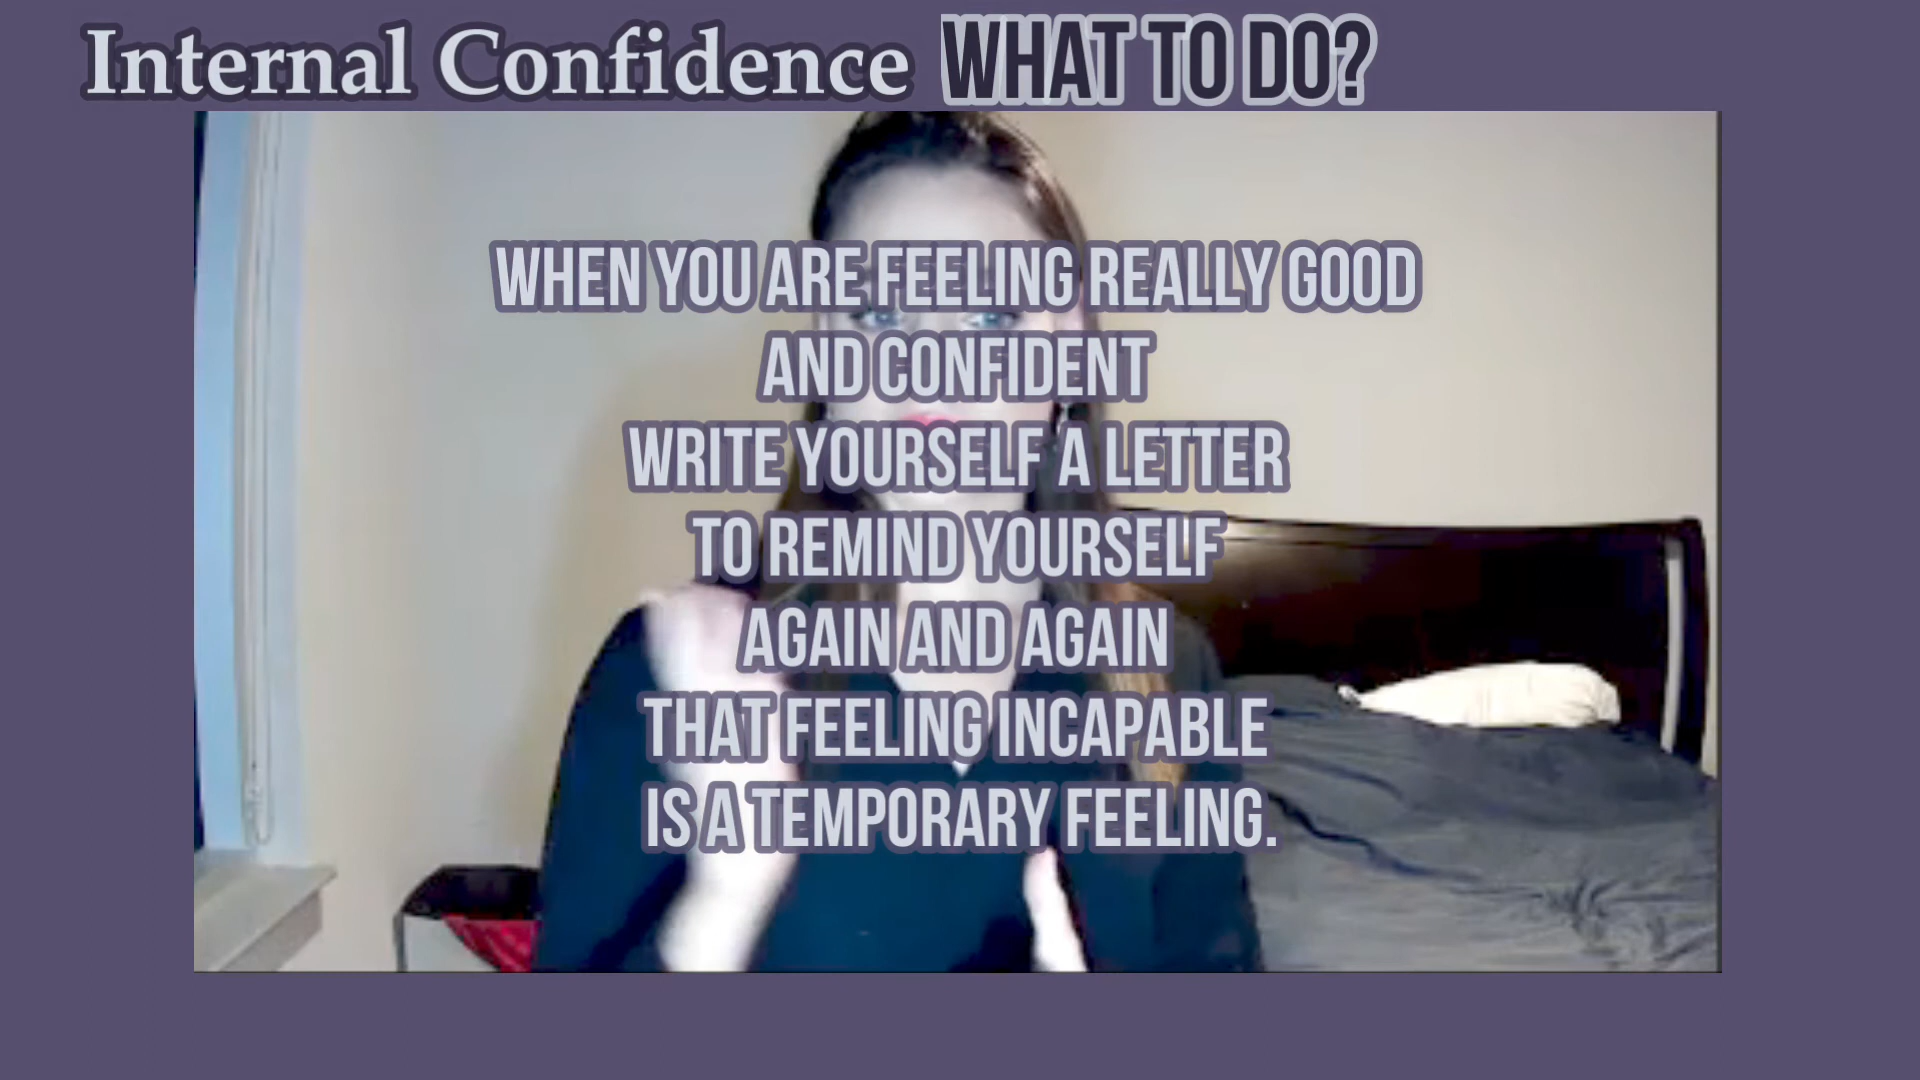 Internal Confidence WHAT TO DO?
WHEN YOU ARE FEELING REALLY GOOD
AND CONFIDENT
WRITE YOURSELF A LETTER
TO REMIND YOURSELF
AGAIN AND AGAIN
THAT FEELING INCAPABLE
IS A TEMPORARY FEELING.